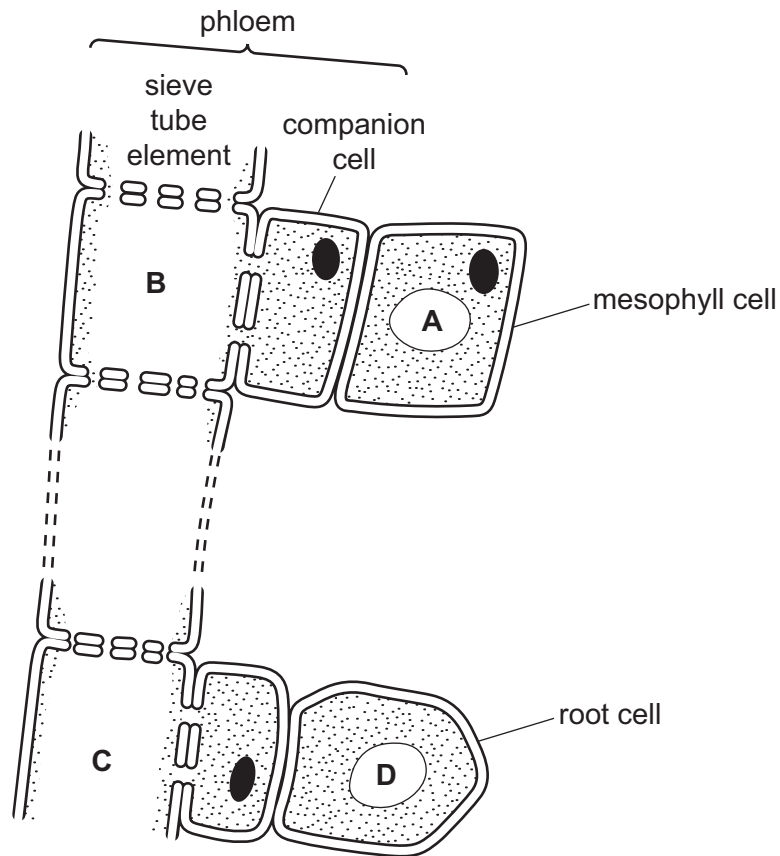 phloem
sieve
tube
element
companion
cell
B
A
mesophyll cell
root cell
C
D